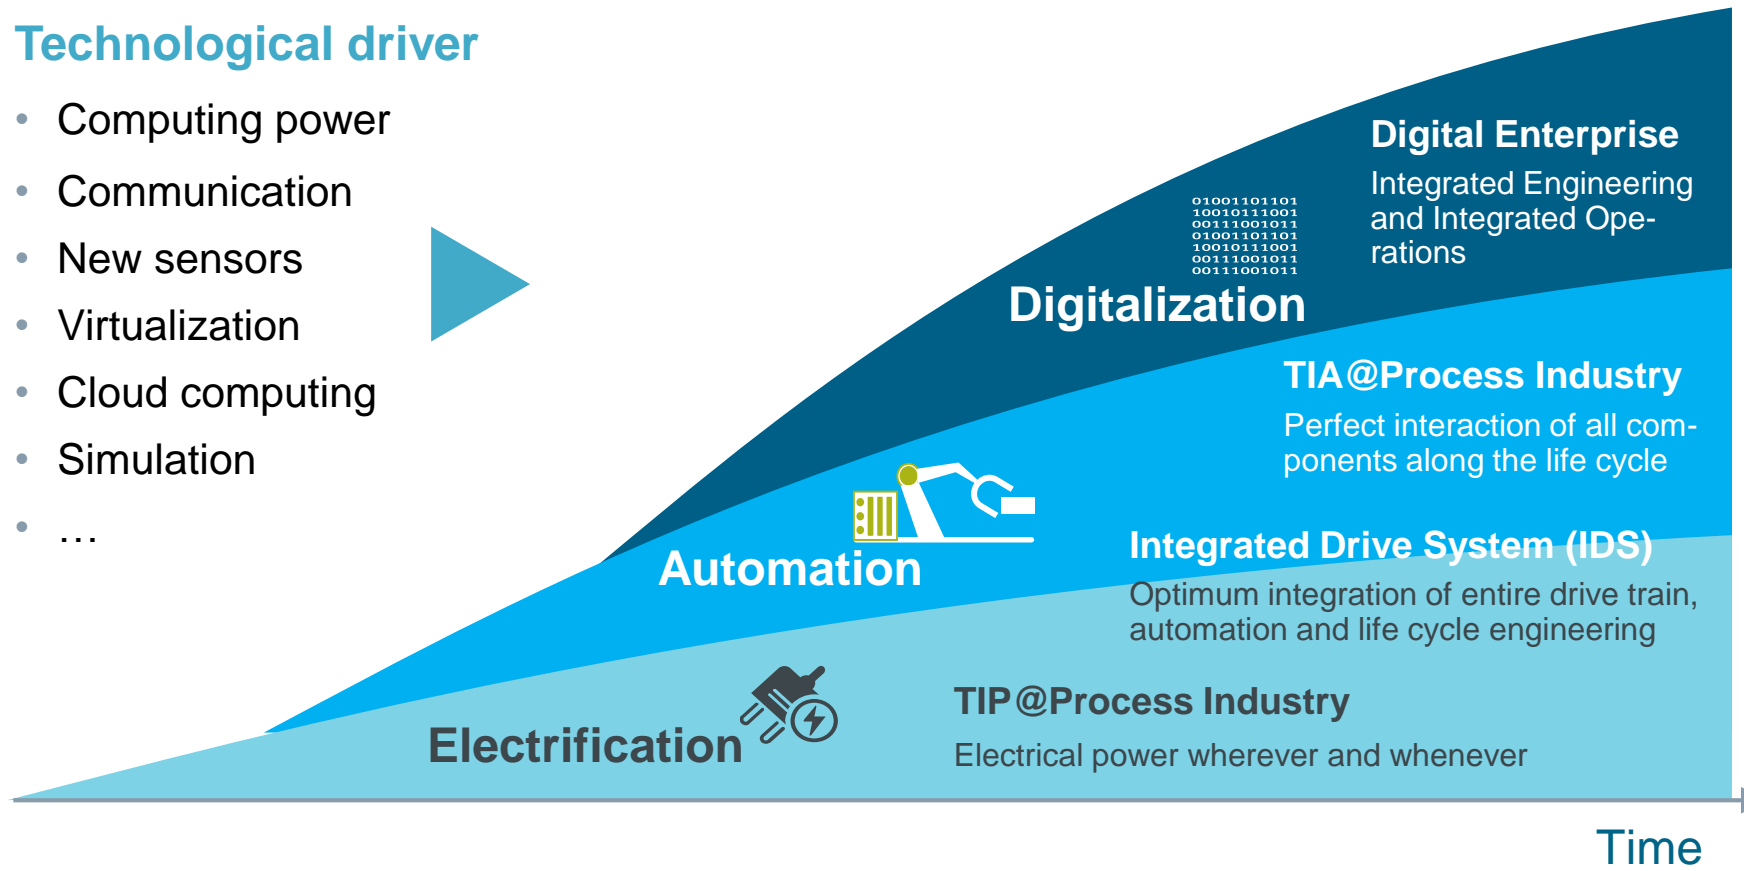 Technological driver
• Computing power
• Communication
• New sensors
• Virtualization
• Cloud computing
• Simulation
• …
Digital Enterprise
Integrated Engineering
and Integrated Ope-
rations
01001101101
10010111001
00111001011
01001101101
10010111001
00111001011
00111001011
Digitalization
TIA@Process Industry
Perfect interaction of all com-
ponents along the life cycle
Automation
Integrated Drive System (IDS)
Optimum integration of entire drive train,
automation and life cycle engineering
Electrification
TIP@Process Industry
Electrical power wherever and whenever
Time